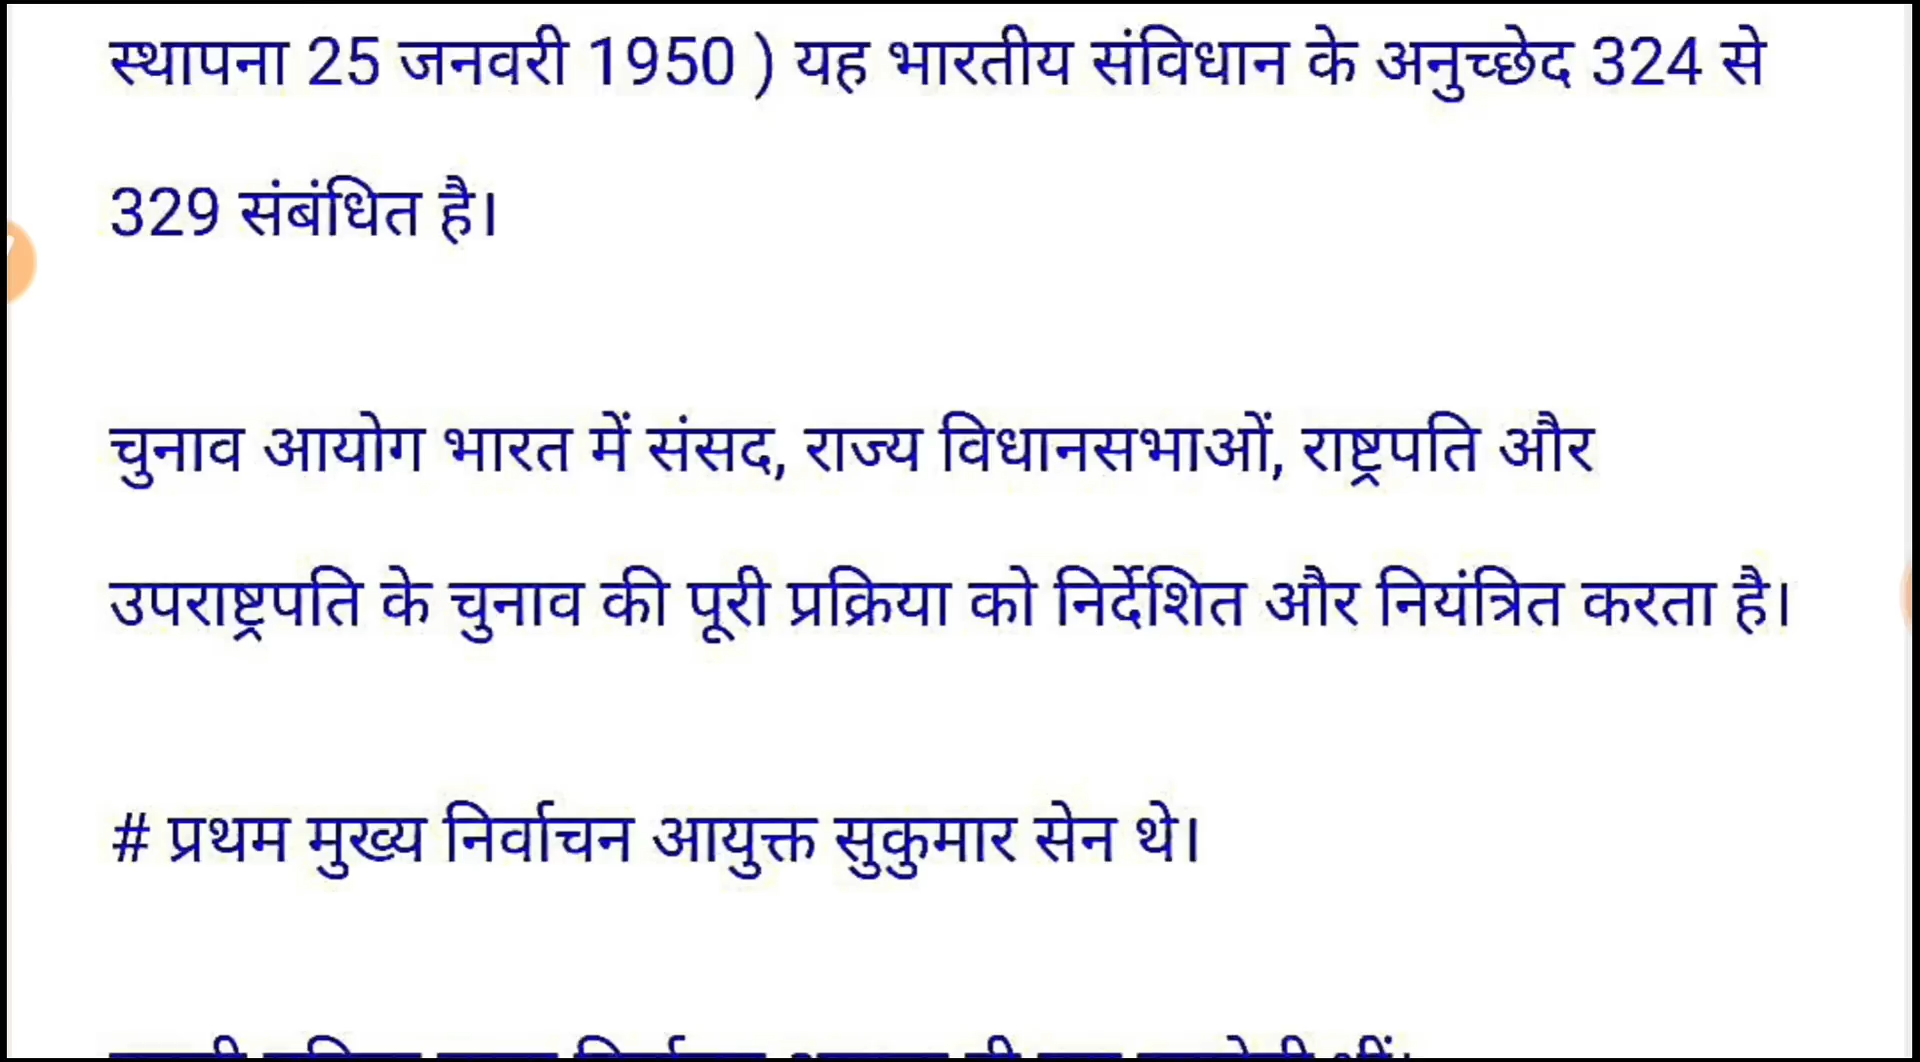 स्थापना 25 जनवरी 1950 ) यह भारतीय संविधान के अनुच्छेद 324 से
329 संबंधित है।
चुनाव आयोग भारत में संसद, राज्य विधानसभाओं, राष्ट्रपति और
उपराष्ट्रपति के चुनाव की पूरी प्रक्रिया को निर्देशित और नियंत्रित करता है।
# प्रथम मुख्य निर्वाचन आयुक्त सुकुमार सेन थे।